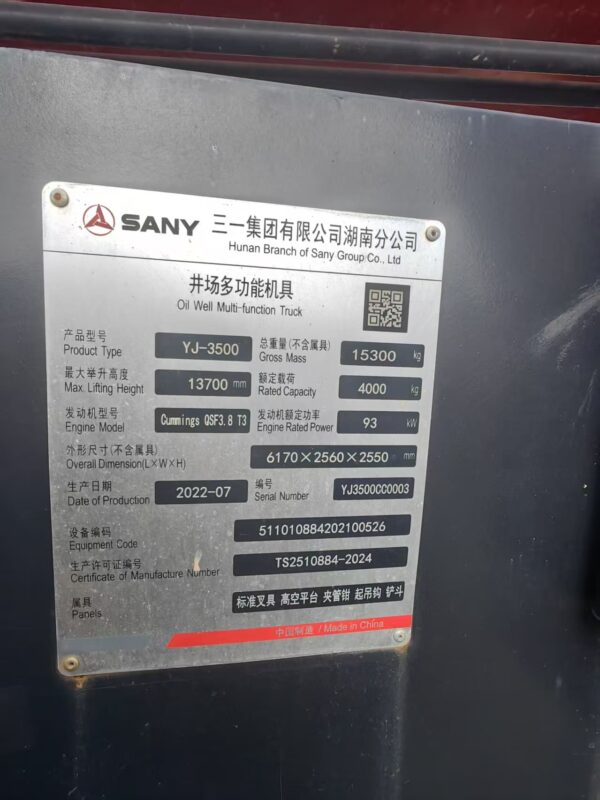 SANY 三一集团有限公司湖南分公司
Hunan Branch of Sany Group Co., Ltd
井场多功能机具
Oil Well Multi-function Truck
产品型号 YJ-3500 总重量(不含属具) 15300 kg
Product Type Gross Mass
最大举升高度 13700 mm 额定载荷 4000 kg
Max. Lifting Height Rated Capacity
发动机型号 Cummings QSF3.8 T3 发动机额定功率 93 kW
Engine Model Engine Rated Power
外形尺寸(不含属具) 6170×2560×2550 mm
Overall Dimension(L×W×H)
生产日期 2022-07 编号 YJ3500CC0003
Date of Production Serial Number
设备编码 511010884202100526
Equipment Code
生产许可证编号 TS2510884-2024
Certificate of Manufacture Number
属具 标准叉具 高空平台 夹管钳 起吊钩 铲斗
Panels
中国制造 / Made in China